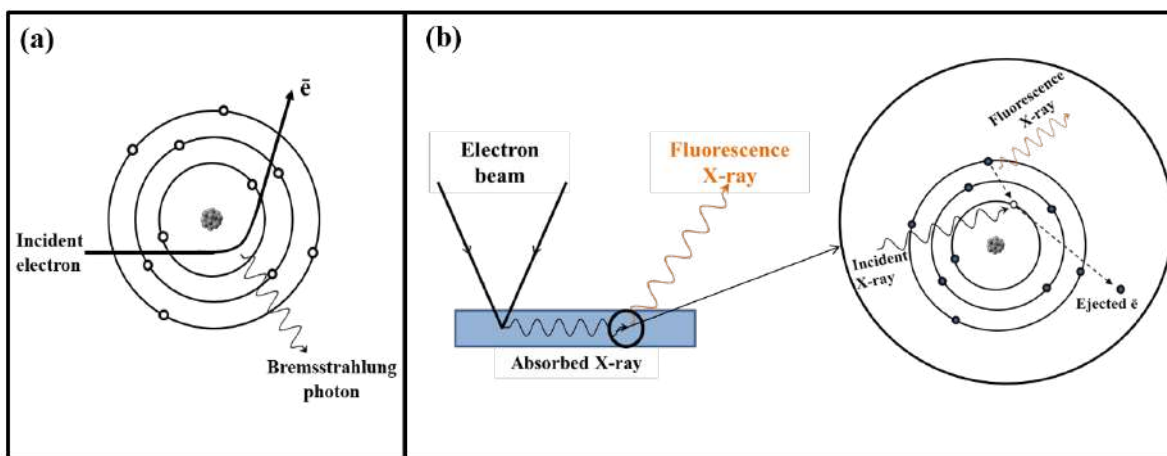 (a)
ē
Incident
electron
Bremsstrahlung
photon
(b)
Electron
beam
Fluorescence
X-ray
Absorbed X-ray
Fluorescence
X-ray
Incident
X-ray
Ejected ē